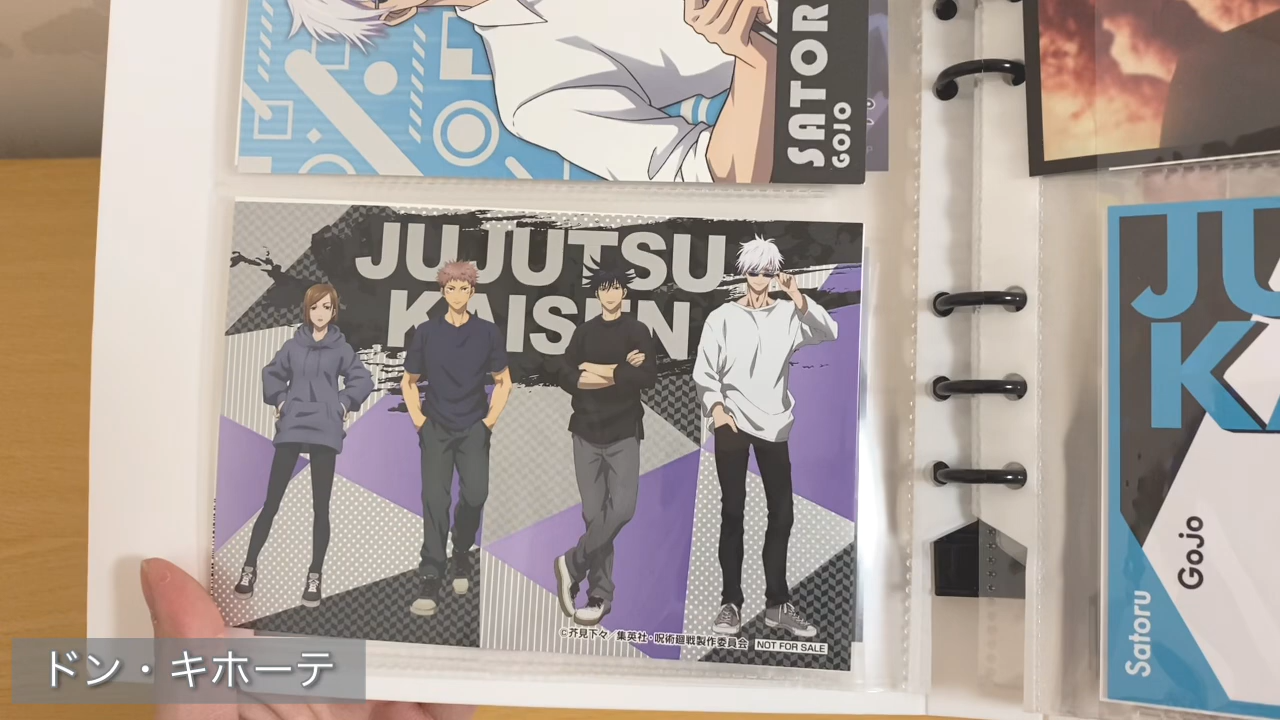 SATORU
GOJO
JUJUTSU
KAISEN
©芥見下々 集英社・呪術廻戦製作委員会
NOT FOR SALE
JU
K
Satoru
Gojo
ドン・キホーテ